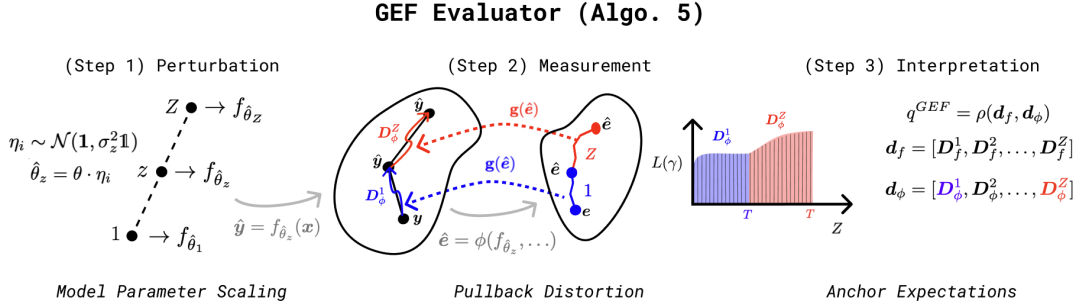 GEF Evaluator (Algo. 5)
(Step 1) Perturbation
(Step 2) Measurement
(Step 3) Interpretation
Z → f_{θ̂_Z}
η_i ∼ 𝒩(𝟏, σ_z^2 𝟙)
θ̂_z = θ · η_i
z → f_{θ̂_z}
1 → f_{θ̂_1}
ŷ = f_{θ̂_z}(x)
ŷ
D_ϕ^Z
ŷ
D_ϕ^1
y
g(ê)
g(ê)
ê = ϕ(f_{θ̂_z}, …)
ê
Z
ê
1
e
D_ϕ^1
D_ϕ^Z
L(γ)
T
T
Z
q^{GEF} = ρ(d_f, d_ϕ)
d_f = [D_f^1, D_f^2, …, D_f^Z]
d_ϕ = [D_ϕ^1, D_ϕ^2, …, D_ϕ^Z]
Model Parameter Scaling
Pullback Distortion
Anchor Expectations